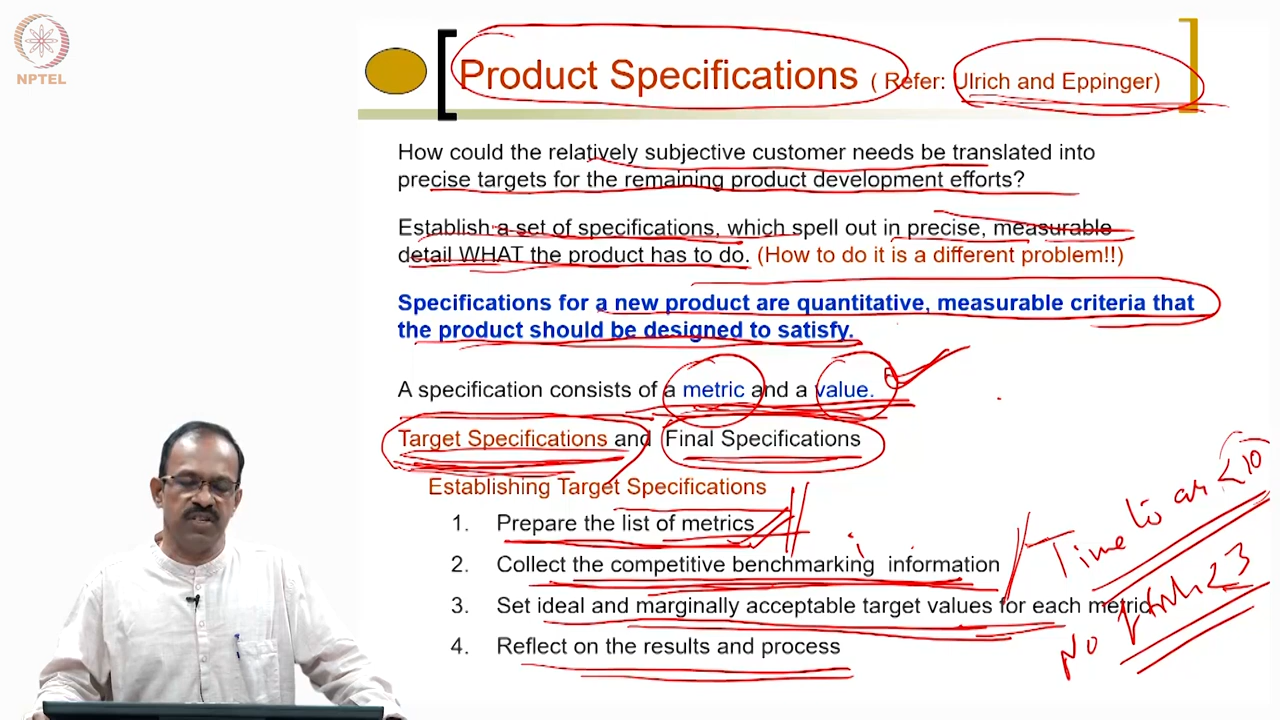 NPTEL
Product Specifications ( Refer: Ulrich and Eppinger)
How could the relatively subjective customer needs be translated into
precise targets for the remaining product development efforts?
Establish a set of specifications, which spell out in precise, measurable
detail WHAT the product has to do. (How to do it is a different problem!!)
Specifications for a new product are quantitative, measurable criteria that
the product should be designed to satisfy.
A specification consists of a metric and a value.
Target Specifications and Final Specifications
Establishing Target Specifications
1. Prepare the list of metrics
2. Collect the competitive benchmarking information
3. Set ideal and marginally acceptable target values for each metric
4. Reflect on the results and process
Time to as <10
No